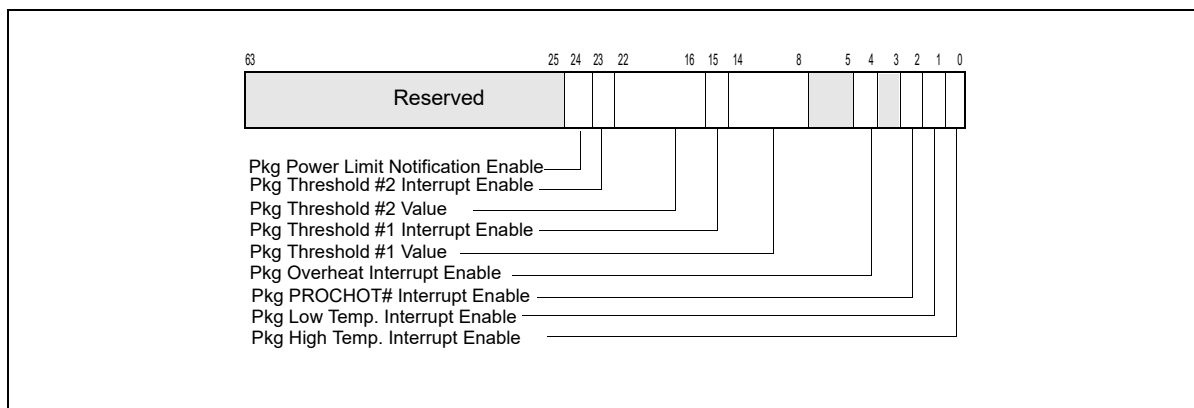 63 25 24 23 22 16 15 14 8 5 4 3 2 1 0
Reserved
Pkg Power Limit Notification Enable
Pkg Threshold #2 Interrupt Enable
Pkg Threshold #2 Value
Pkg Threshold #1 Interrupt Enable
Pkg Threshold #1 Value
Pkg Overheat Interrupt Enable
Pkg PROCHOT# Interrupt Enable
Pkg Low Temp. Interrupt Enable
Pkg High Temp. Interrupt Enable